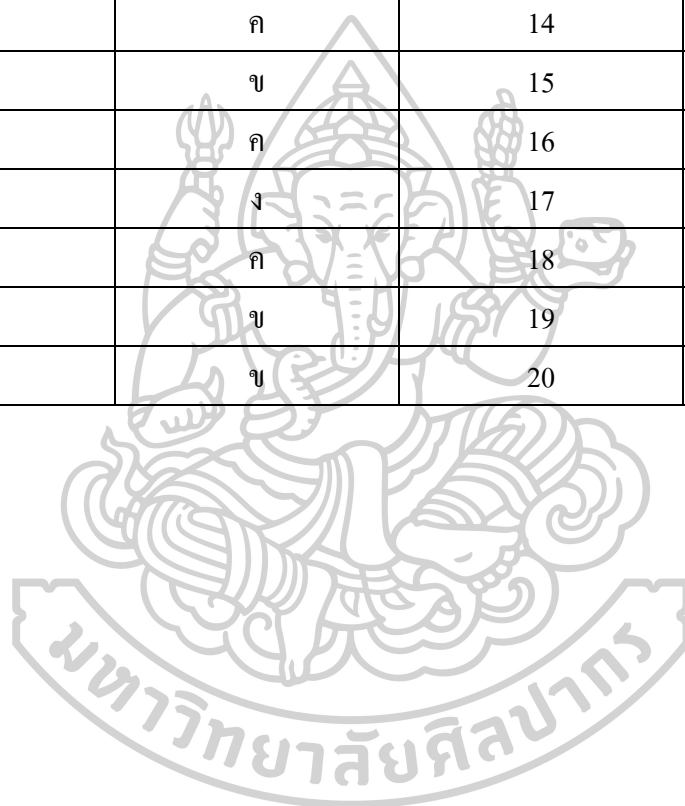 ค 14
ข 15
ค 16
ง 17
ค 18
ข 19
ข 20
มหาวิทยาลัยศิลปากร